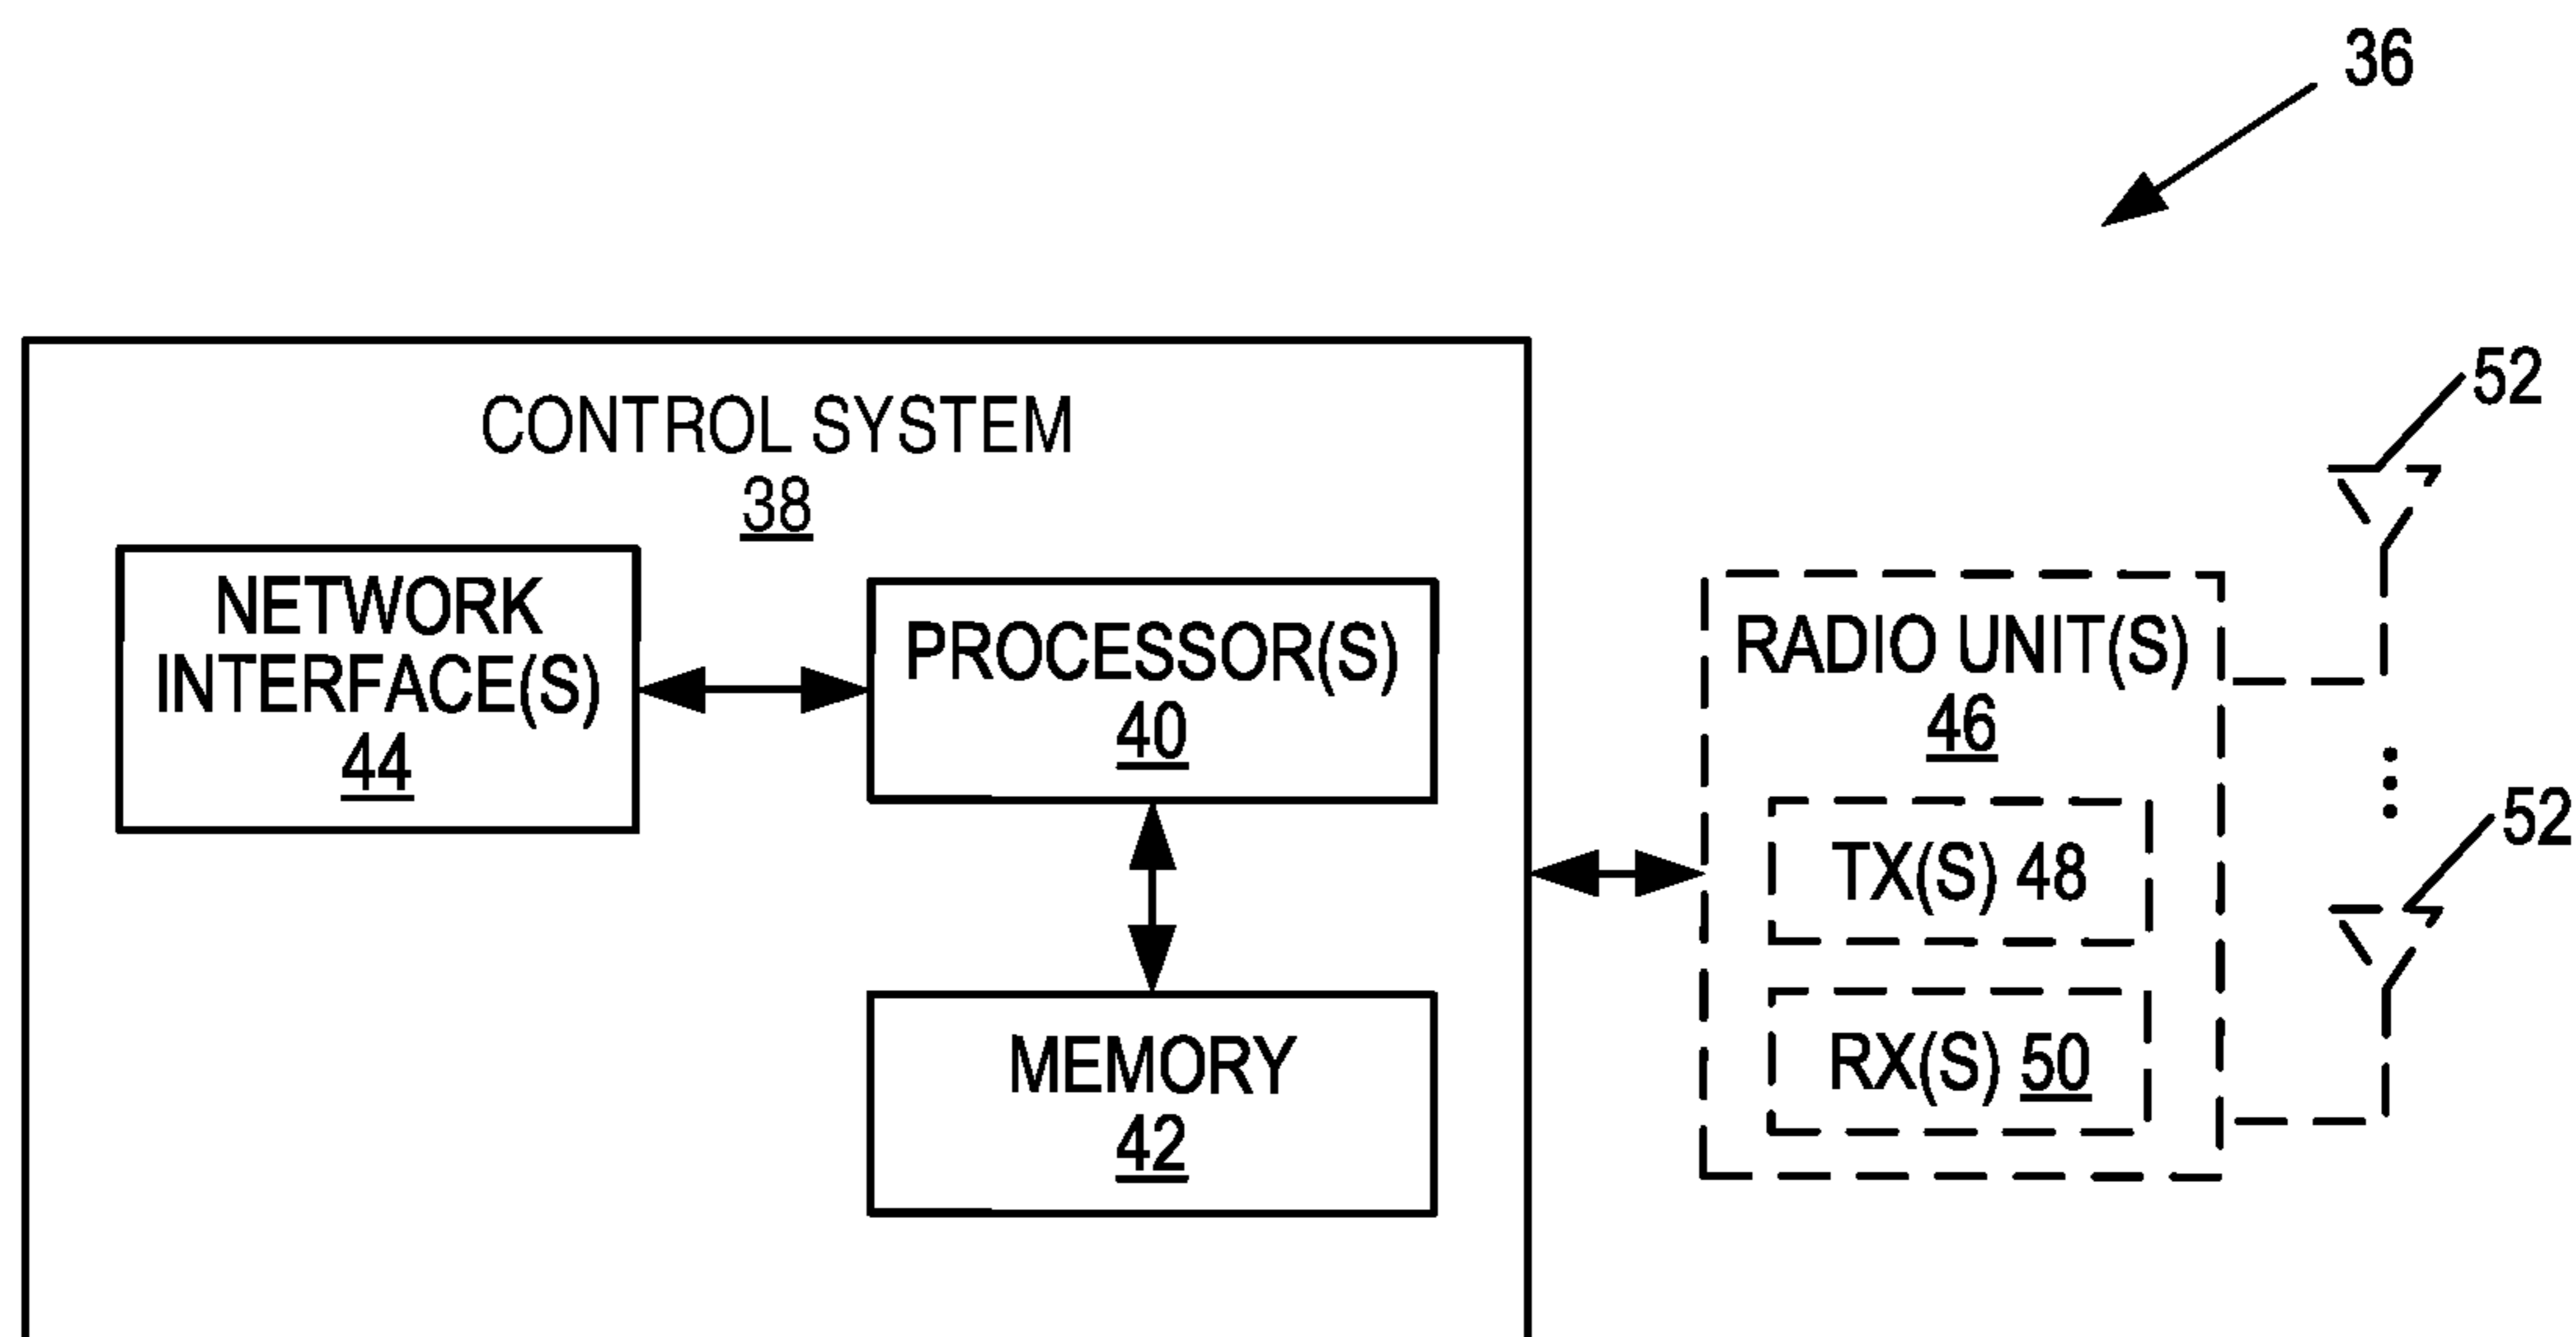 36
CONTROL SYSTEM
38
52
NETWORK
INTERFACE(S)
44
PROCESSOR(S)
40
RADIO UNIT(S)
46
TX(S) 48
RX(S) 50
52
MEMORY
42